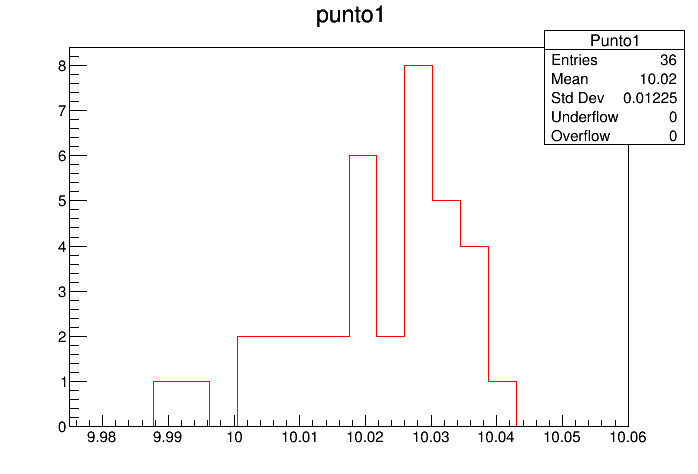 punto1
Punto1
Entries 36
Mean 10.02
Std Dev 0.01225
Underflow 0
Overflow 0
8
7
6
5
4
3
2
1
0
9.98 9.99 10 10.01 10.02 10.03 10.04 10.05 10.06